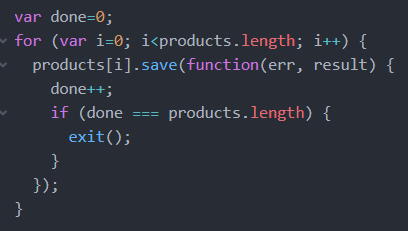 var done=0;
for (var i=0; i<products.length; i++) {
  products[i].save(function(err, result) {
    done++;
    if (done === products.length) {
      exit();
    }
  });
}